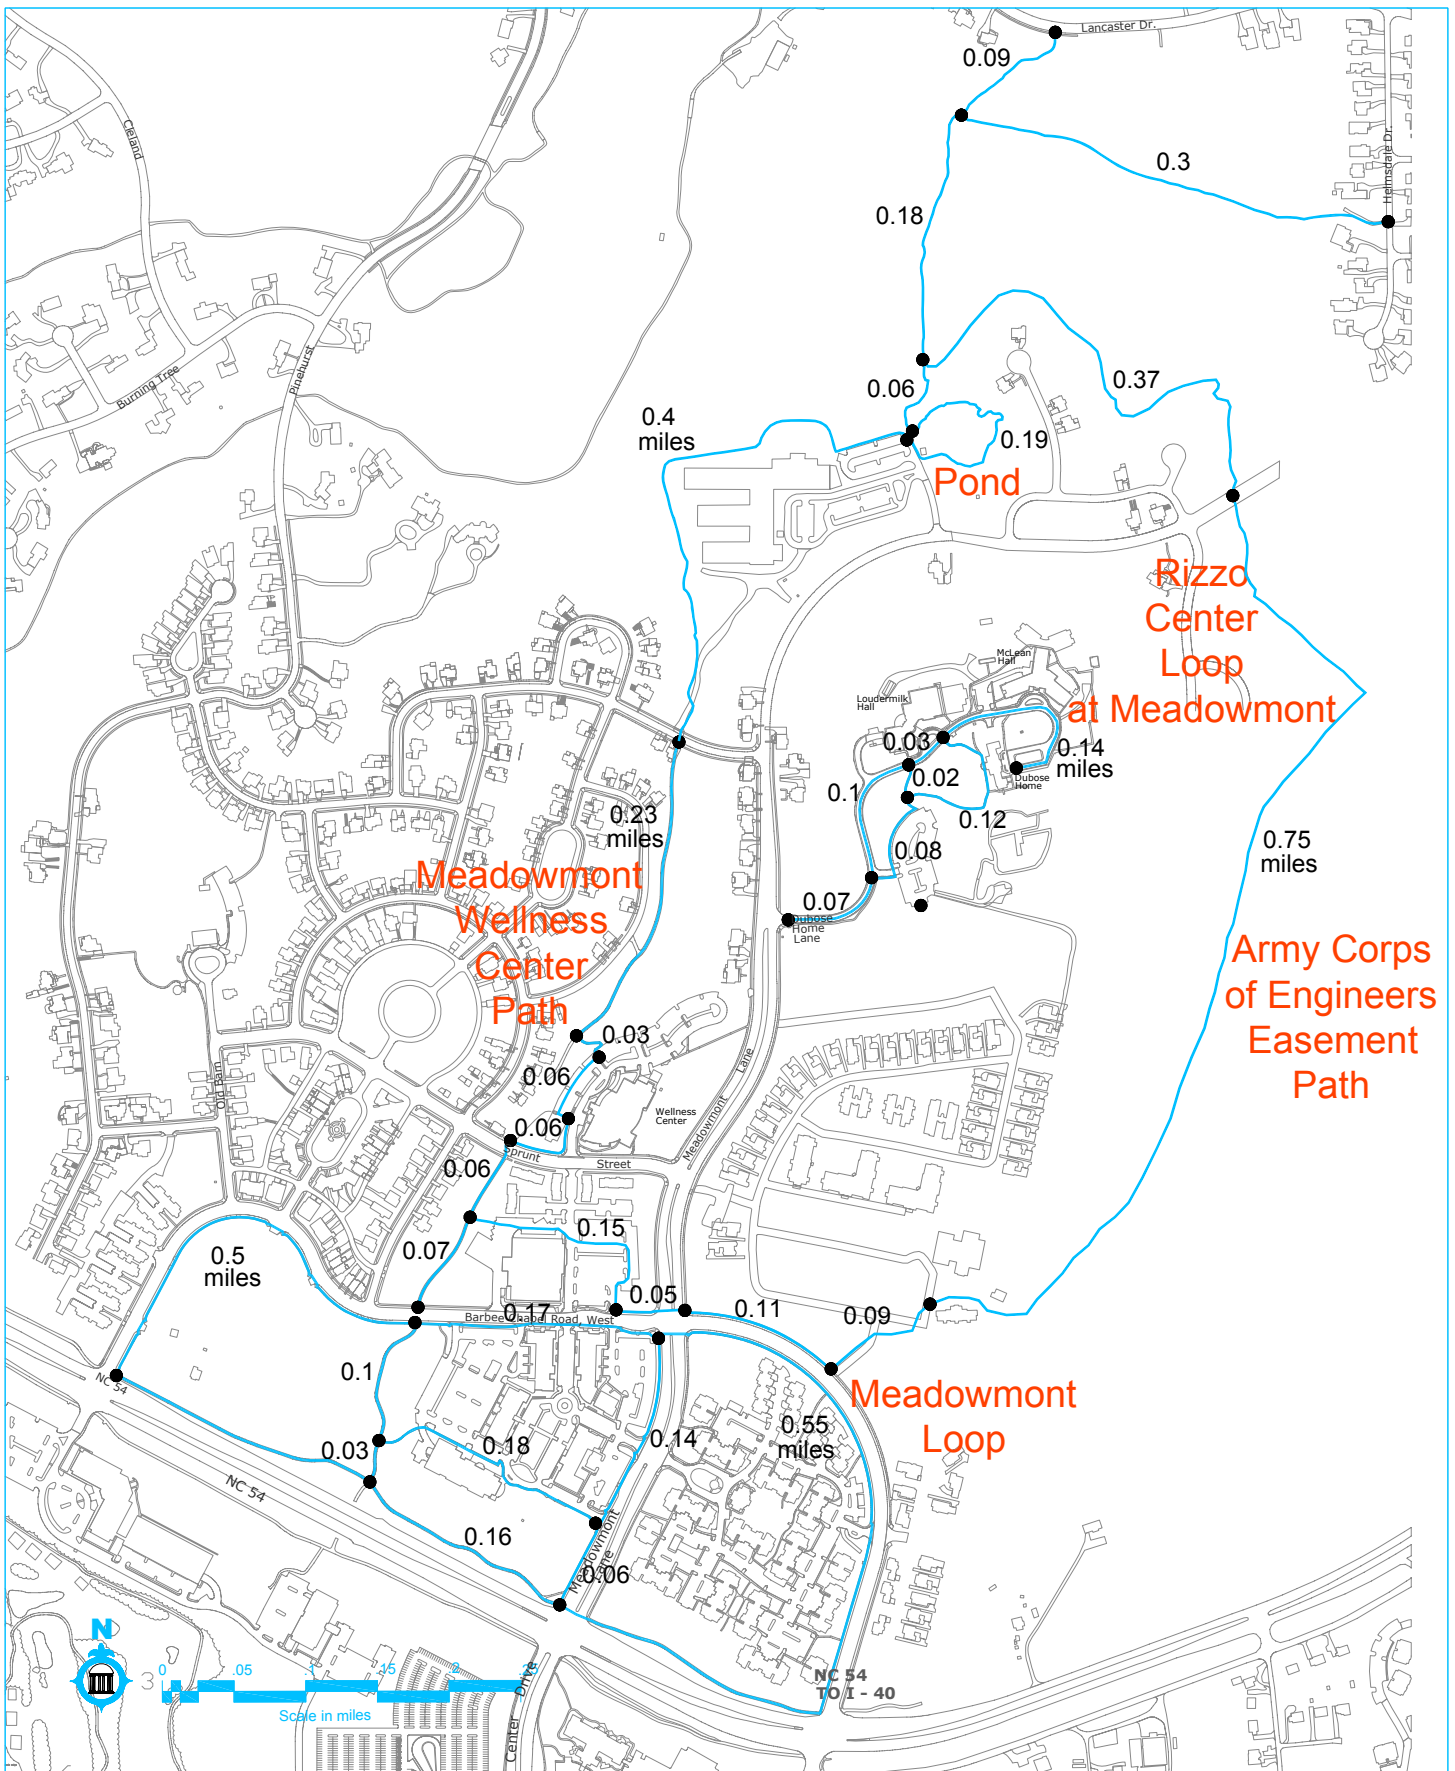 Lancaster Dr.
0.09
Cleland
0.3
Helmsdale Dr.
0.18
Pinehurst
Burning Tree
0.37
0.06
0.4
miles
0.19
Pond
Rizzo
Center
Loop
at Meadowmont
McLean
Hall
Loudermilk
Hall
0.03
0.14
miles
0.02
Dubose
Home
0.1
0.12
0.23
miles
0.75
miles
0.08
Meadowmont
Wellness
Center
Path
0.07
Dubose
Home
Lane
Army Corps
of Engineers
Easement
Path
0.03
Meadowmont Lane
0.06
Old Barn
Wellness
Center
0.06
Sprunt Street
0.06
0.15
0.5
miles
0.07
0.05
0.11
0.09
0.17
Barbee Chapel Road, West
0.1
NC 54
Meadowmont
Loop
0.55
miles
0.14
0.18
0.03
NC 54
0.16
Meadowmont
Lane
0.06
N
0 .05 .1 .15 .2
Scale in miles
3
Center Drive
NC 54
TO I - 40